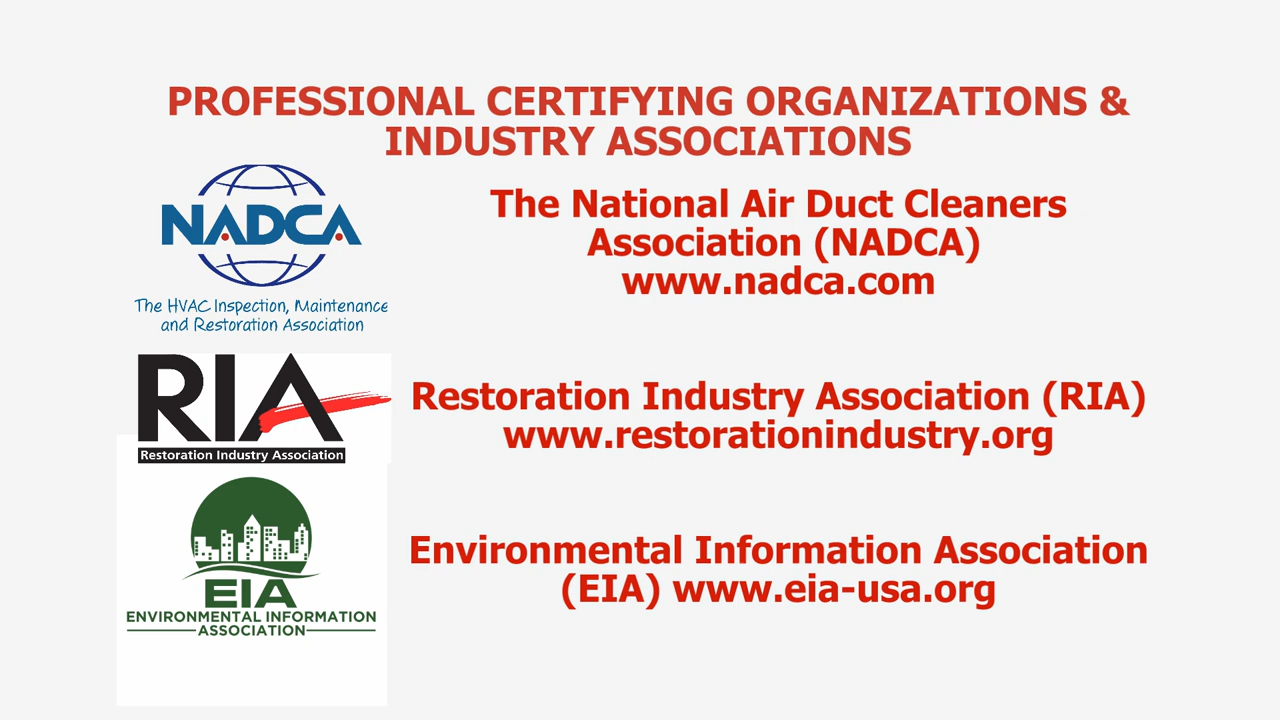 PROFESSIONAL CERTIFYING ORGANIZATIONS &
INDUSTRY ASSOCIATIONS
NADCA
The HVAC Inspection, Maintenance
and Restoration Association
The National Air Duct Cleaners
Association (NADCA)
www.nadca.com
RIA
Restoration Industry Association
Restoration Industry Association (RIA)
www.restorationindustry.org
EIA
ENVIRONMENTAL INFORMATION
ASSOCIATION
Environmental Information Association
(EIA) www.eia-usa.org